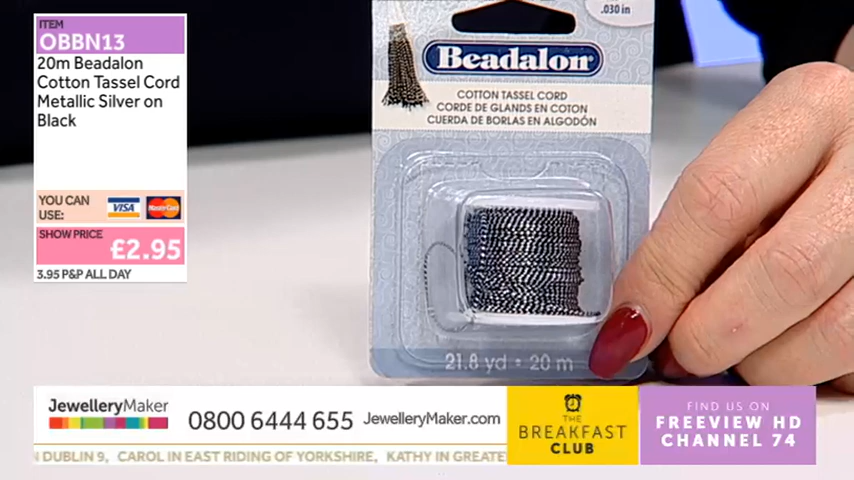 ITEM
OBBN13
20m Beadalon
Cotton Tassel Cord
Metallic Silver on
Black
YOU CAN
USE:
VISA
MasterCard
SHOW PRICE
£2.95
3.95 P&P ALL DAY
.030 in
Beadalon
COTTON TASSEL CORD
CORDE DE GLANDS EN COTON
CUERDA DE BORLAS EN ALGODÓN
21.8 yd • 20 m
JewelleryMaker
0800 6444 655
JewelleryMaker.com
THE
BREAKFAST
CLUB
FIND US ON
FREEVIEW HD
CHANNEL 74
N DUBLIN 9, CAROL IN EAST RIDING OF YORKSHIRE, KATHY IN GREATE